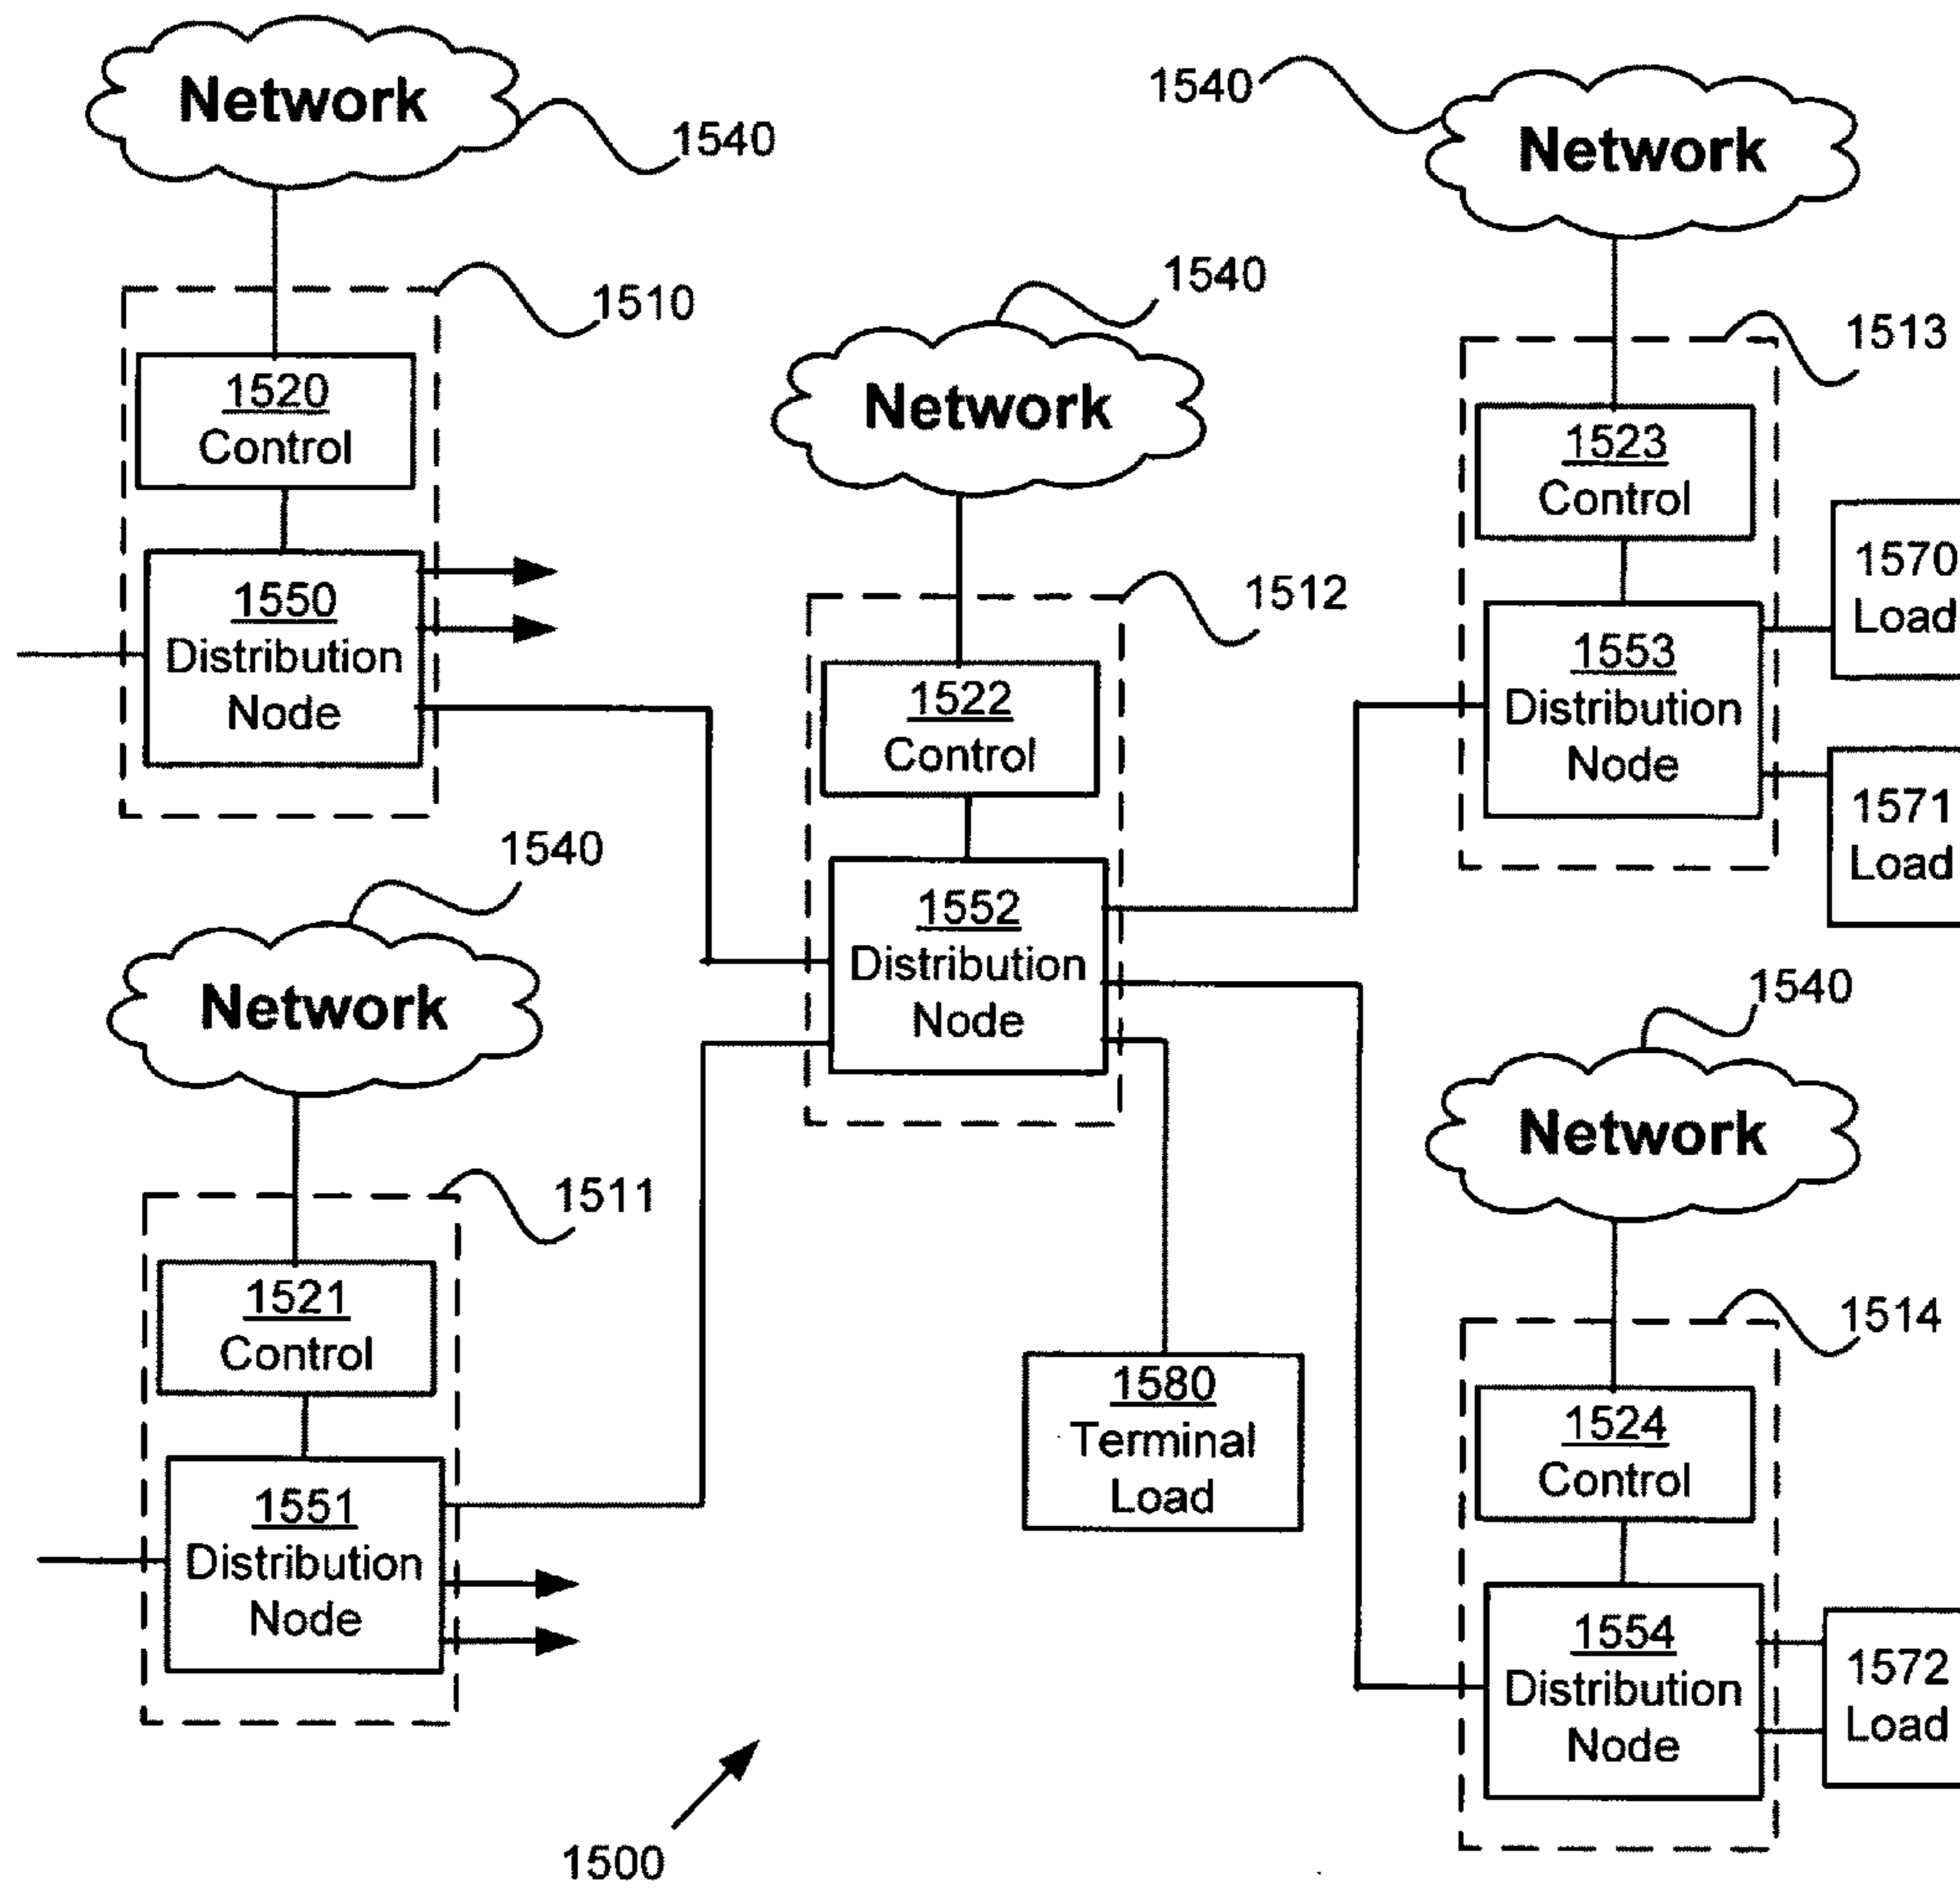 Network
1540
1510
1520
Control
1550
Distribution
Node
1540
Network
1511
1521
Control
1551
Distribution
Node
1540
Network
1512
1522
Control
1552
Distribution
Node
1580
Terminal
Load
1540
Network
1513
1523
Control
1553
Distribution
Node
1570
Load
1571
Load
1540
Network
1514
1524
Control
1554
Distribution
Node
1572
Load
1500